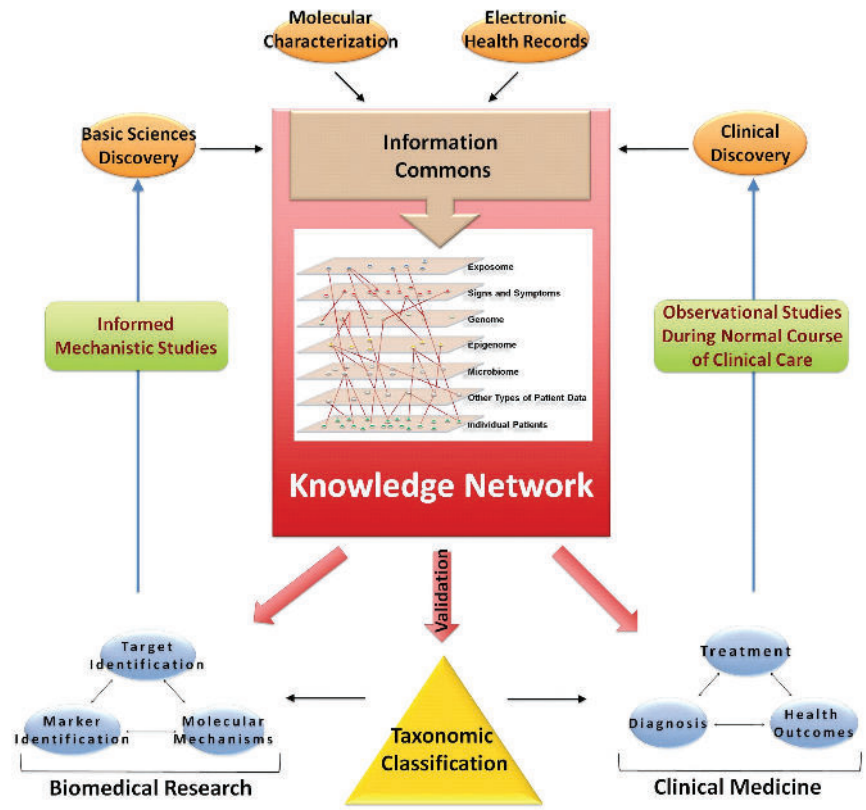 Molecular
Characterization
Electronic
Health Records
Basic Sciences
Discovery
Information
Commons
Clinical
Discovery
Exposome
Signs and Symptoms
Genome
Epigenome
Microbiome
Other Types of Patient Data
Individual Patients
Informed
Mechanistic Studies
Observational Studies
During Normal Course
of Clinical Care
Knowledge Network
Validation
Target
Identification
Marker
Identification
Molecular
Mechanisms
Biomedical Research
Taxonomic
Classification
Treatment
Diagnosis
Health
Outcomes
Clinical Medicine